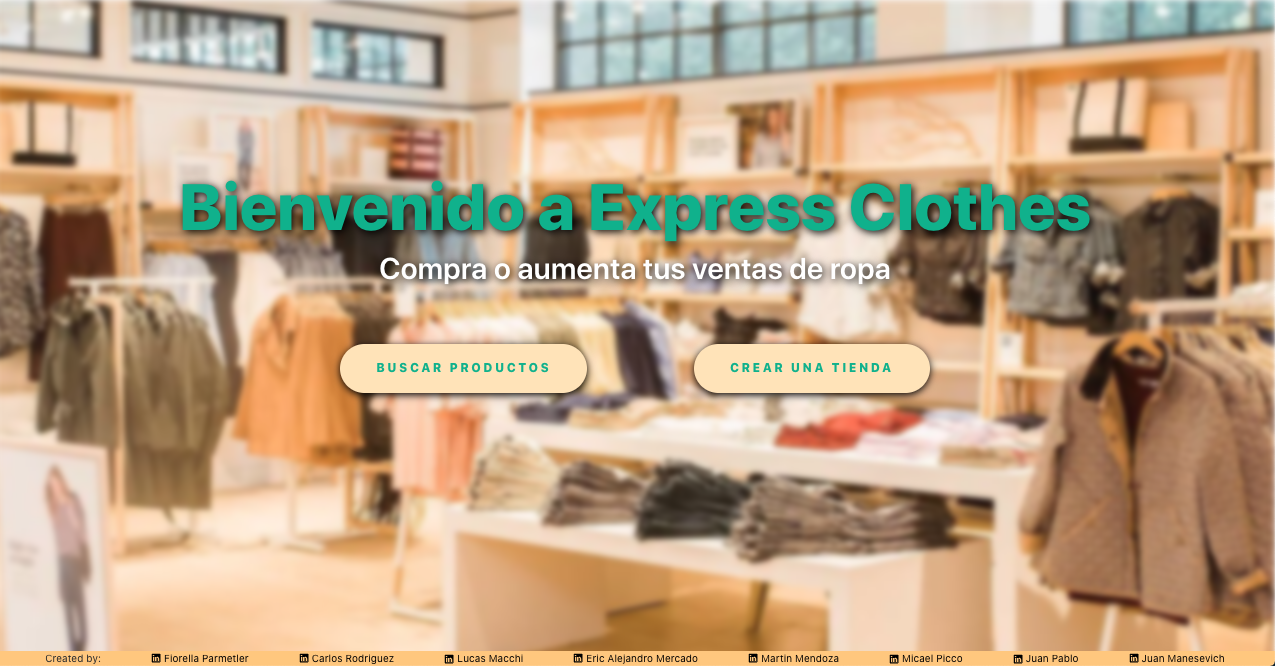 Bienvenido a Express Clothes
Compra o aumenta tus ventas de ropa
BUSCAR PRODUCTOS CREAR UNA TIENDA
Created by: Fiorella Parmetler Carlos Rodriguez Lucas Macchi Eric Alejandro Mercado Martin Mendoza Micael Picco Juan Pablo Juan Manesevich